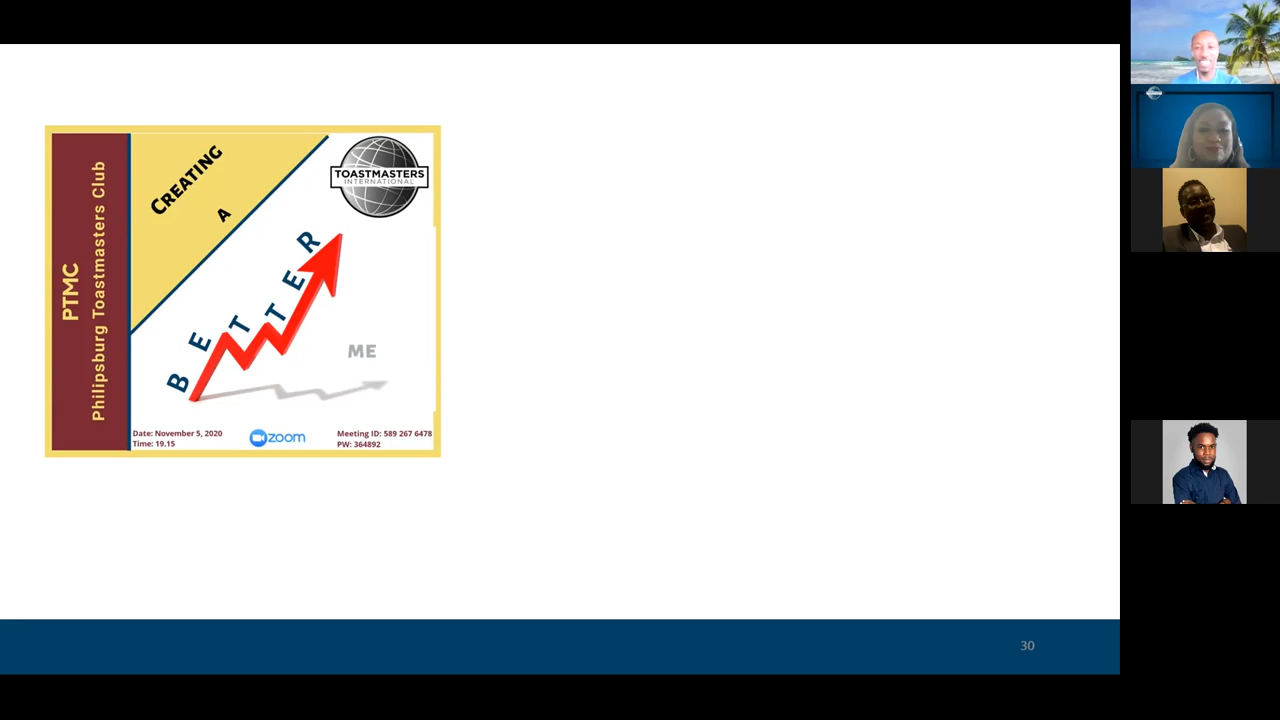 PTMC
Philipsburg Toastmasters Club
CREATING
A
BETTER
ME
TOASTMASTERS
INTERNATIONAL
Date: November 5, 2020
Time: 19.15
zoom
Meeting ID: 589 267 6478
PW: 364892
30